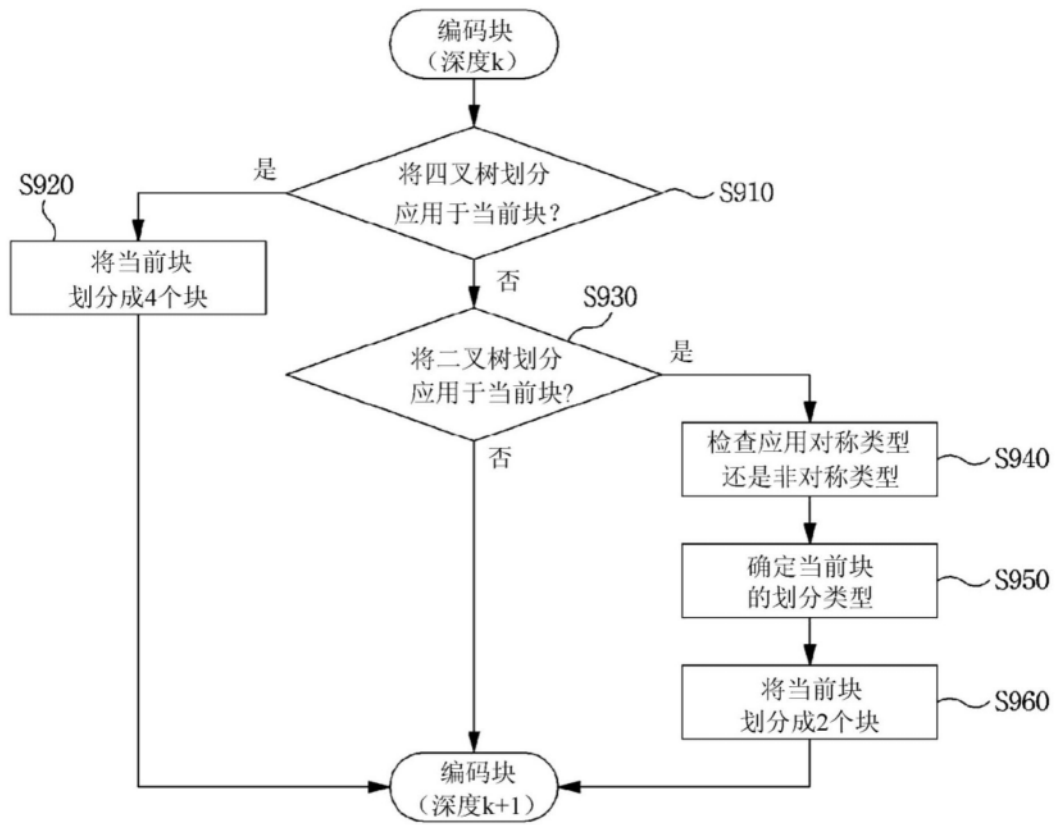 编码块
（深度k）
将四叉树划分
应用于当前块？
S910
是
S920
将当前块
划分成4个块
否
S930
将二叉树划分
应用于当前块？
是
否
检查应用对称类型
还是非对称类型
S940
确定当前块
的划分类型
S950
将当前块
划分成2个块
S960
编码块
（深度k+1）